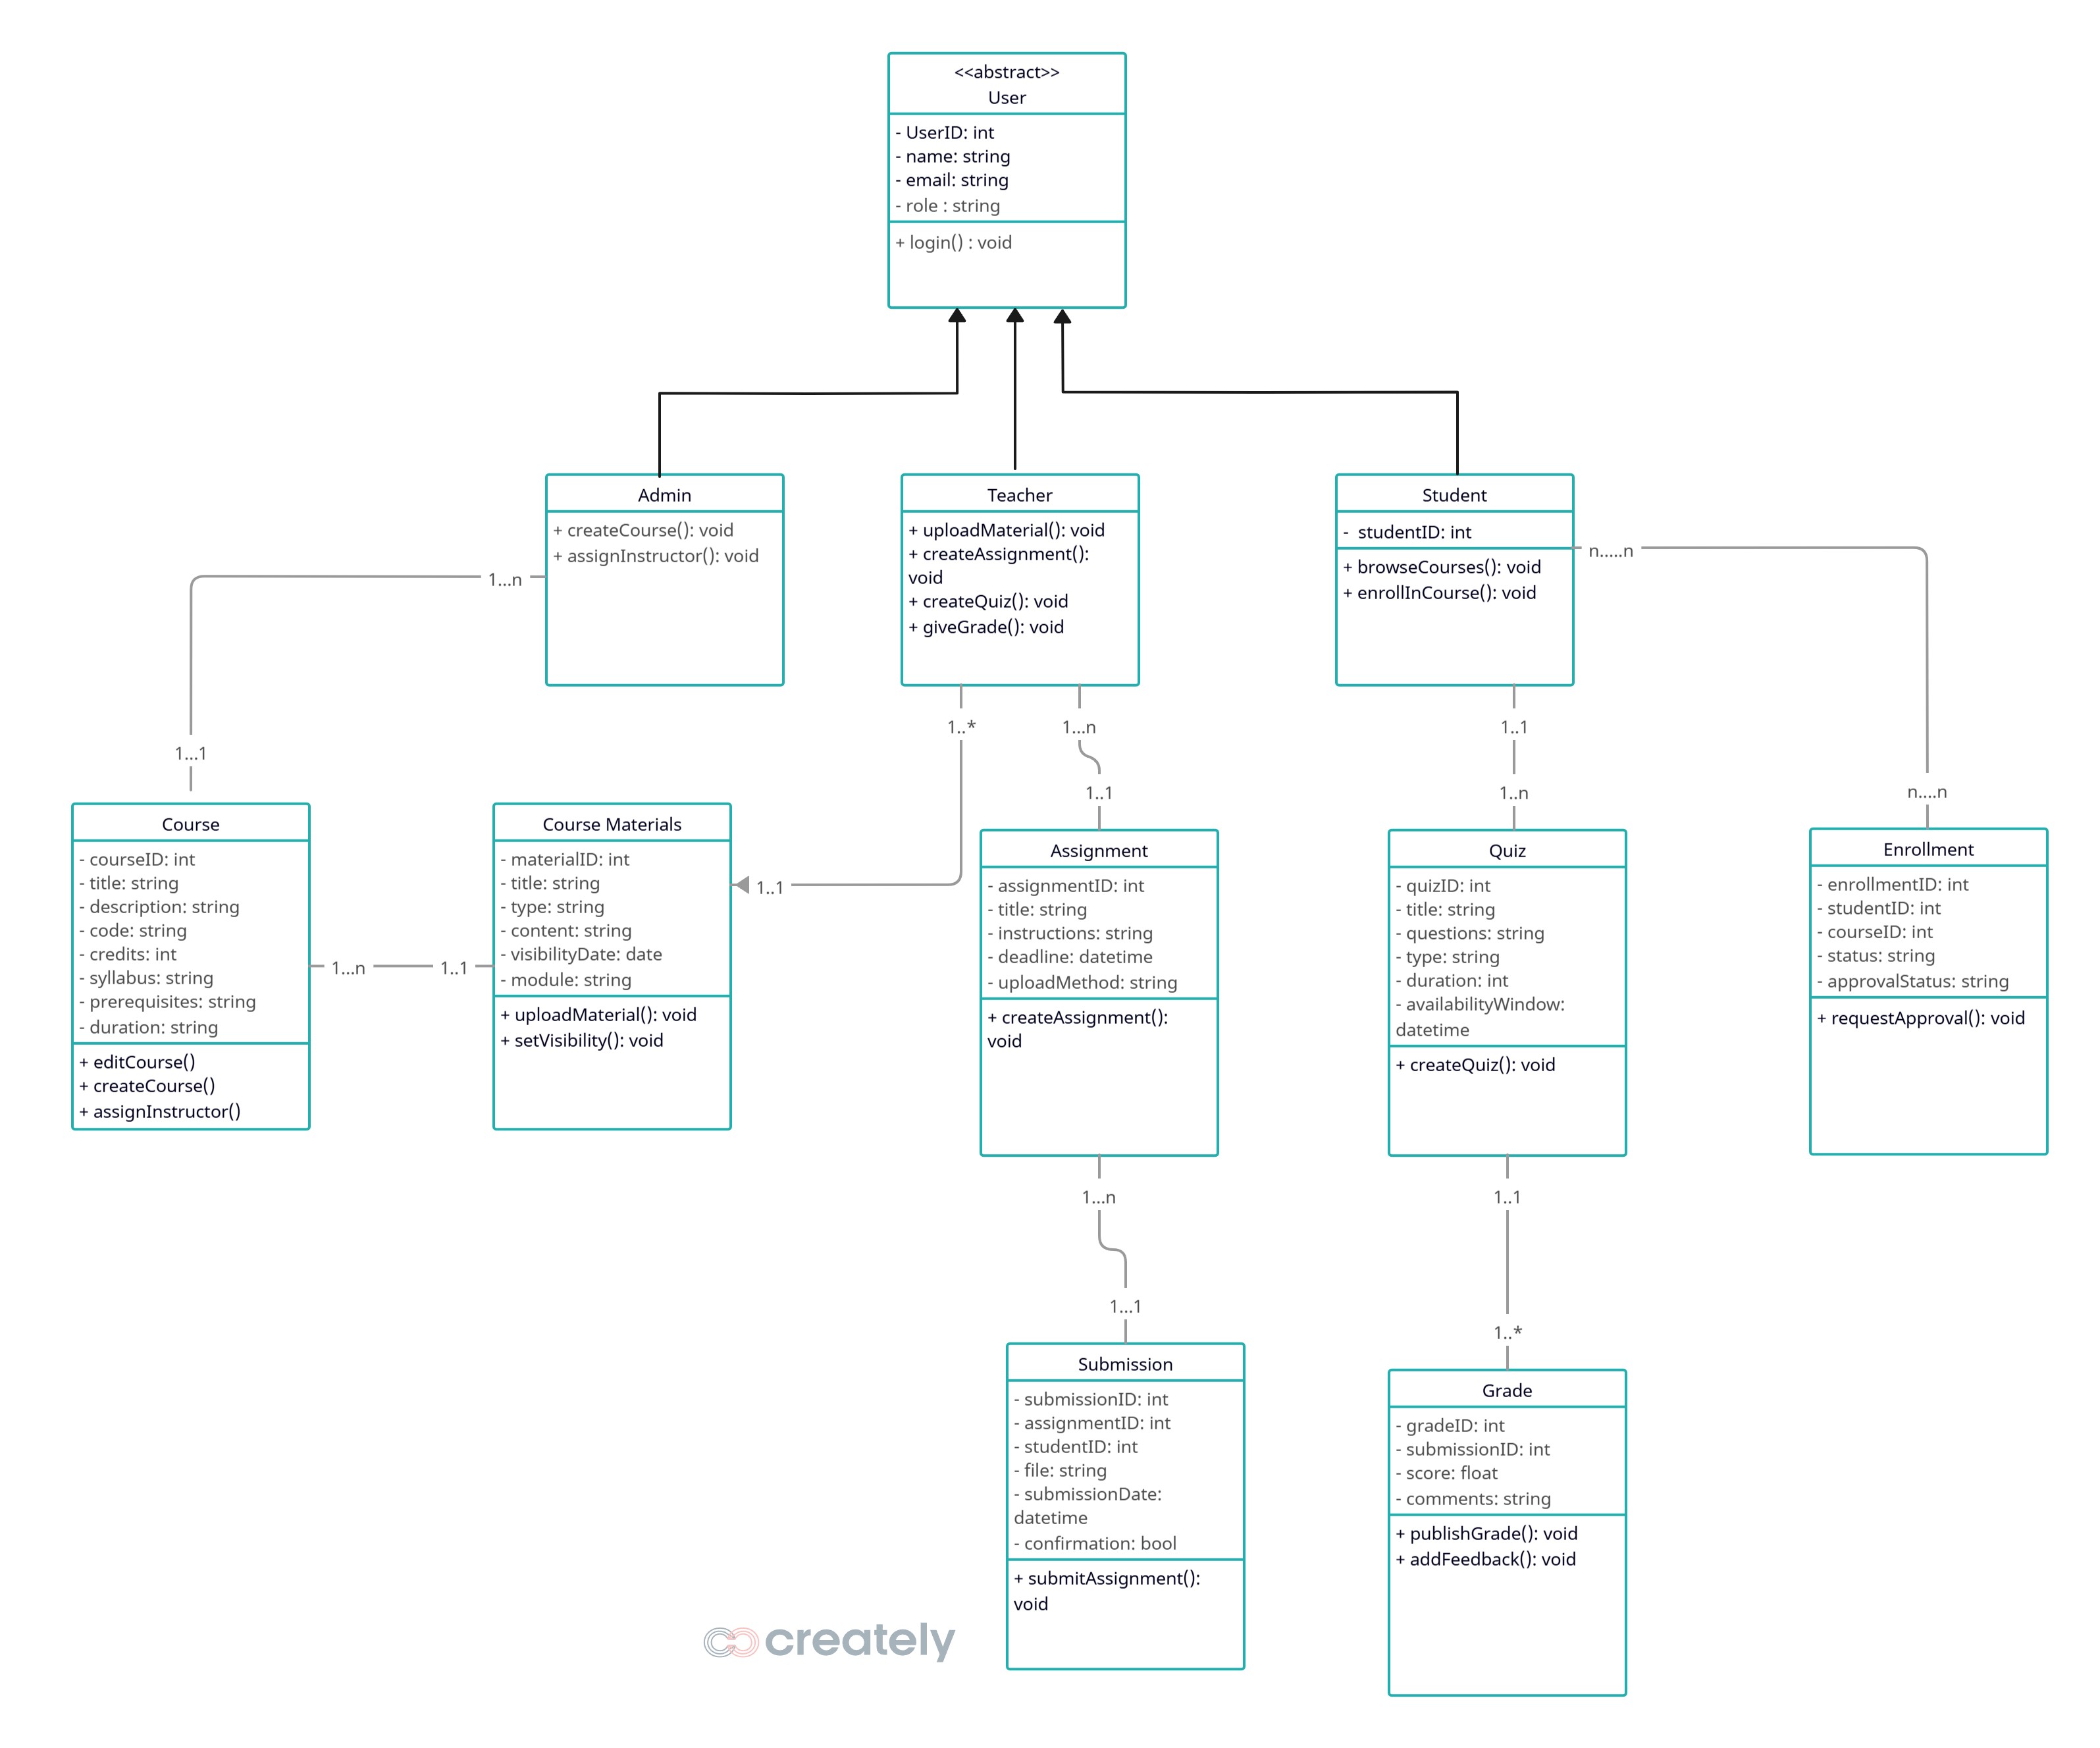 <<abstract>>
User
- UserID: int
- name: string
- email: string
- role : string
+ login() : void
Admin
+ createCourse(): void
+ assignInstructor(): void
Teacher
+ uploadMaterial(): void
+ createAssignment():
void
+ createQuiz(): void
+ giveGrade(): void
Student
- studentID: int
+ browseCourses(): void
+ enrollInCourse(): void
1...n
n.....n
1...1
1..*
1...n
1..1
1..1
1..1
1..n
n....n
Course
- courseID: int
- title: string
- description: string
- code: string
- credits: int
- syllabus: string
- prerequisites: string
- duration: string
+ editCourse()
+ createCourse()
+ assignInstructor()
1...n
1..1
Course Materials
- materialID: int
- title: string
- type: string
- content: string
- visibilityDate: date
- module: string
+ uploadMaterial(): void
+ setVisibility(): void
Assignment
- assignmentID: int
- title: string
- instructions: string
- deadline: datetime
- uploadMethod: string
+ createAssignment():
void
Quiz
- quizID: int
- title: string
- questions: string
- type: string
- duration: int
- availabilityWindow:
datetime
+ createQuiz(): void
Enrollment
- enrollmentID: int
- studentID: int
- courseID: int
- status: string
- approvalStatus: string
+ requestApproval(): void
1...n
1...1
1..1
1..*
Submission
- submissionID: int
- assignmentID: int
- studentID: int
- file: string
- submissionDate:
datetime
- confirmation: bool
+ submitAssignment():
void
Grade
- gradeID: int
- submissionID: int
- score: float
- comments: string
+ publishGrade(): void
+ addFeedback(): void
creately